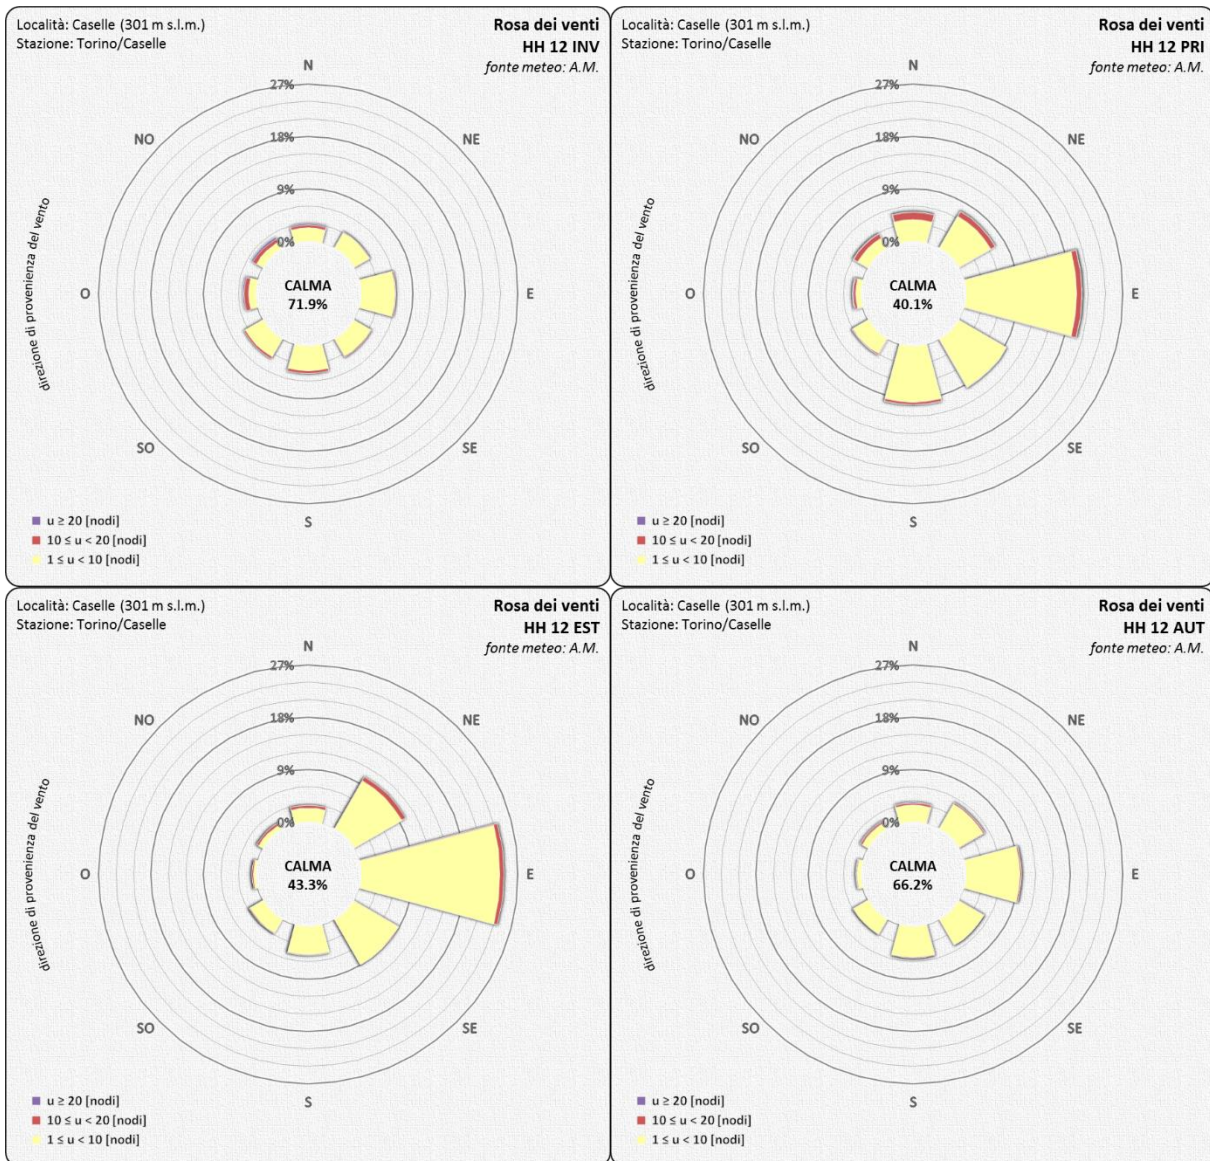 Località: Caselle (301 m s.l.m.)
Stazione: Torino/Caselle
Rosa dei venti
HH 12 INV
fonte meteo: A.M.
N
27%
NO
NE
18%
direzione di provenienza del vento
9%
0%
O
CALMA
71.9%
E
SO
SE
S
u ≥ 20 [nodi]
10 ≤ u < 20 [nodi]
1 ≤ u < 10 [nodi]
Località: Caselle (301 m s.l.m.)
Stazione: Torino/Caselle
Rosa dei venti
HH 12 PRI
fonte meteo: A.M.
N
27%
NO
NE
18%
direzione di provenienza del vento
9%
0%
O
CALMA
40.1%
E
SO
SE
S
u ≥ 20 [nodi]
10 ≤ u < 20 [nodi]
1 ≤ u < 10 [nodi]
Località: Caselle (301 m s.l.m.)
Stazione: Torino/Caselle
Rosa dei venti
HH 12 EST
fonte meteo: A.M.
N
27%
NO
NE
18%
direzione di provenienza del vento
9%
0%
O
CALMA
43.3%
E
SO
SE
S
u ≥ 20 [nodi]
10 ≤ u < 20 [nodi]
1 ≤ u < 10 [nodi]
Località: Caselle (301 m s.l.m.)
Stazione: Torino/Caselle
Rosa dei venti
HH 12 AUT
fonte meteo: A.M.
N
27%
NO
NE
18%
direzione di provenienza del vento
9%
0%
O
CALMA
66.2%
E
SO
SE
S
u ≥ 20 [nodi]
10 ≤ u < 20 [nodi]
1 ≤ u < 10 [nodi]